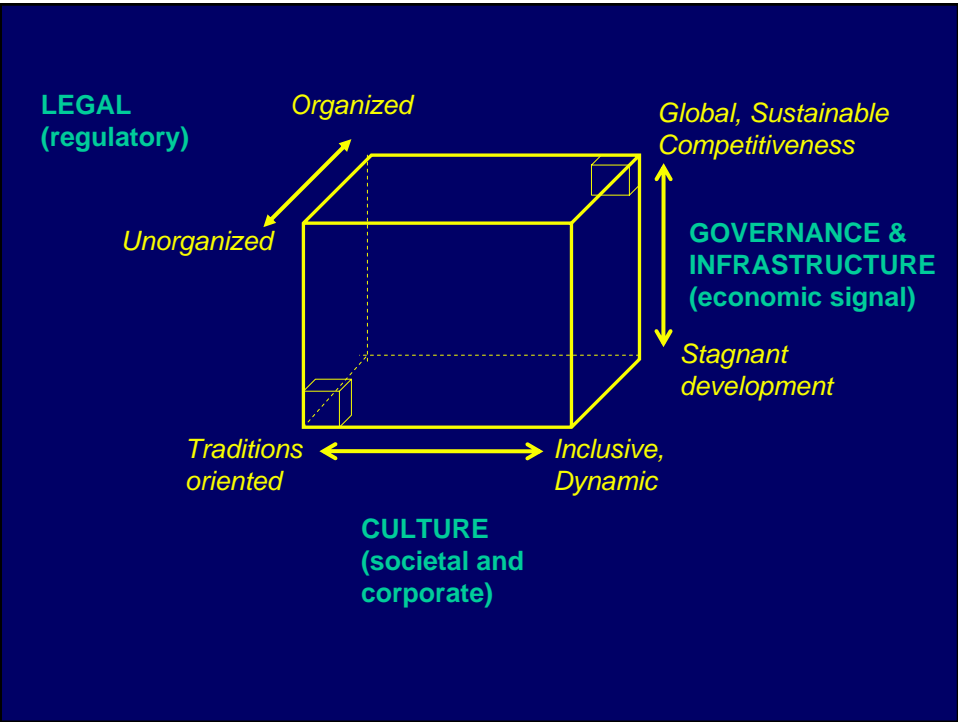 LEGAL
(regulatory)
Organized
Unorganized
Global, Sustainable
Competitiveness
GOVERNANCE &
INFRASTRUCTURE
(economic signal)
Stagnant
development
Traditions
oriented
Inclusive,
Dynamic
CULTURE
(societal and
corporate)